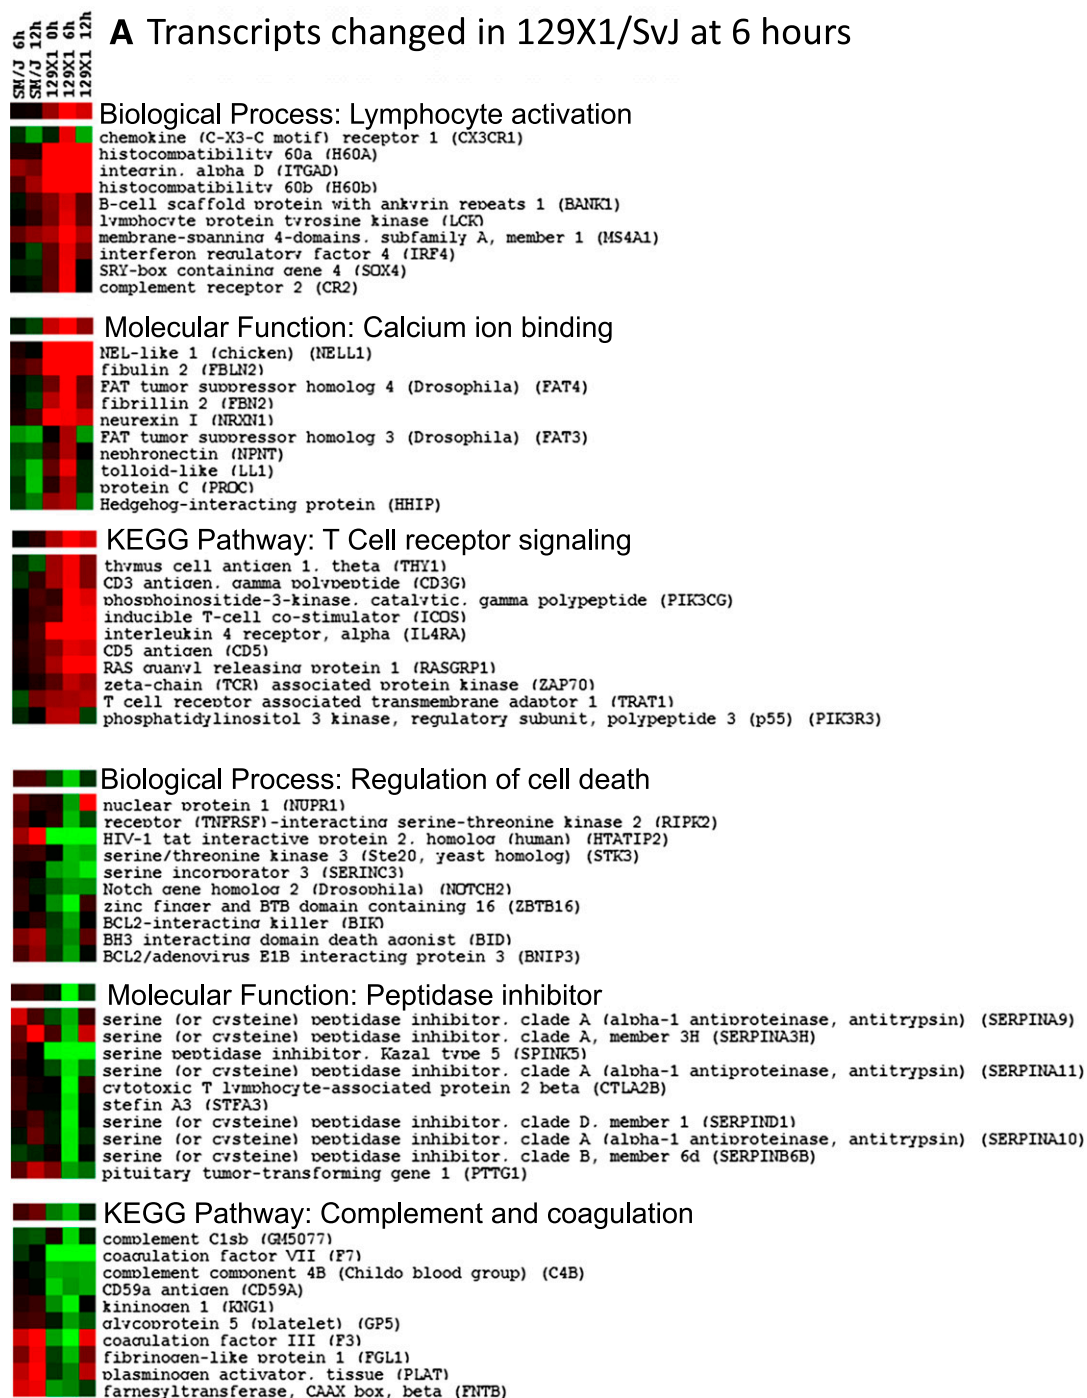 SM/J 6h
SM/J 12h
129X1 0h
129X1 6h
129X1 12h
A Transcripts changed in 129X1/SvJ at 6 hours
Biological Process: Lymphocyte activation
chemokine (C-X3-C motif) receptor 1 (CX3CR1)
histocompatibility 60a (H60A)
integrin, alpha D (ITGAD)
histocompatibility 60b (H60b)
B-cell scaffold protein with ankyrin repeats 1 (BANK1)
lymphocyte protein tyrosine kinase (LCK)
membrane-spanning 4-domains, subfamily A, member 1 (MS4A1)
interferon regulatory factor 4 (IRF4)
SRY-box containing gene 4 (SOX4)
complement receptor 2 (CR2)
Molecular Function: Calcium ion binding
NEL-like 1 (chicken) (NELL1)
fibulin 2 (FBLN2)
FAT tumor suppressor homolog 4 (Drosophila) (FAT4)
fibrillin 2 (FBN2)
neurexin I (NRXN1)
FAT tumor suppressor homolog 3 (Drosophila) (FAT3)
nephronectin (NPNT)
tolloid-like (LL1)
protein C (PROC)
Hedgehog-interacting protein (HHIP)
KEGG Pathway: T Cell receptor signaling
thymus cell antigen 1, theta (THY1)
CD3 antigen, gamma polypeptide (CD3G)
phosphoinositide-3-kinase, catalytic, gamma polypeptide (PIK3CG)
inducible T-cell co-stimulator (ICOS)
interleukin 4 receptor, alpha (IL4RA)
CD5 antigen (CD5)
RAS guanyl releasing protein 1 (RASGRP1)
zeta-chain (TCR) associated protein kinase (ZAP70)
T cell receptor associated transmembrane adaptor 1 (TRAT1)
phosphatidylinositol 3 kinase, regulatory subunit, polypeptide 3 (p55) (PIK3R3)
Biological Process: Regulation of cell death
nuclear protein 1 (NUPR1)
receptor (TNFRSF)-interacting serine-threonine kinase 2 (RIPK2)
HIV-1 tat interactive protein 2, homolog (human) (HTATIP2)
serine/threonine kinase 3 (Ste20, yeast homolog) (STK3)
serine incorporator 3 (SERINC3)
Notch gene homolog 2 (Drosophila) (NOTCH2)
zinc finger and BTB domain containing 16 (ZBTB16)
BCL2-interacting killer (BIK)
BH3 interacting domain death agonist (BID)
BCL2/adenovirus E1B interacting protein 3 (BNIP3)
Molecular Function: Peptidase inhibitor
serine (or cysteine) peptidase inhibitor, clade A (alpha-1 antiproteinase, antitrypsin) (SERPINA9)
serine (or cysteine) peptidase inhibitor, clade A, member 3H (SERPINA3H)
serine peptidase inhibitor, Kazal type 5 (SPINK5)
serine (or cysteine) peptidase inhibitor, clade A (alpha-1 antiproteinase, antitrypsin) (SERPINA11)
cytotoxic T lymphocyte-associated protein 2 beta (CTLA2B)
stefin A3 (STFA3)
serine (or cysteine) peptidase inhibitor, clade D, member 1 (SERPIND1)
serine (or cysteine) peptidase inhibitor, clade A (alpha-1 antiproteinase, antitrypsin) (SERPINA10)
serine (or cysteine) peptidase inhibitor, clade B, member 6d (SERPINB6B)
pituitary tumor-transforming gene 1 (PTTG1)
KEGG Pathway: Complement and coagulation
complement C1sb (GM5077)
coagulation factor VII (F7)
complement component 4B (Childo blood group) (C4B)
CD59a antigen (CD59A)
kininogen 1 (KNG1)
glycoprotein 5 (platelet) (GP5)
coagulation factor III (F3)
fibrinogen-like protein 1 (FGL1)
plasminogen activator, tissue (PLAT)
farnesyltransferase, CAAX box, beta (FNTB)